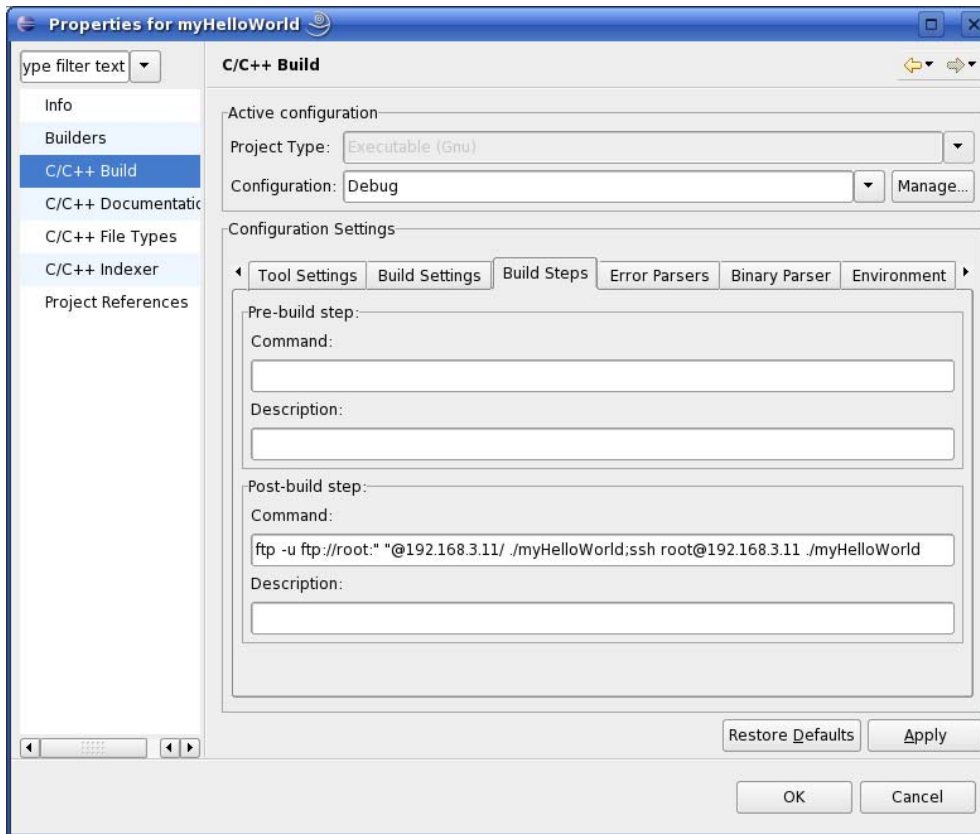 Properties for myHelloWorld
ype filter text
Info
Builders
C/C++ Build
C/C++ Documentatic
C/C++ File Types
C/C++ Indexer
Project References
C/C++ Build
Active configuration
Project Type: Executable (Gnu)
Configuration: Debug Manage...
Configuration Settings
Tool Settings Build Settings Build Steps Error Parsers Binary Parser Environment
Pre-build step:
Command:
Description:
Post-build step:
Command:
ftp -u ftp://root:" "@192.168.3.11/ ./myHelloWorld;ssh root@192.168.3.11 ./myHelloWorld
Description:
Restore Defaults Apply
OK Cancel